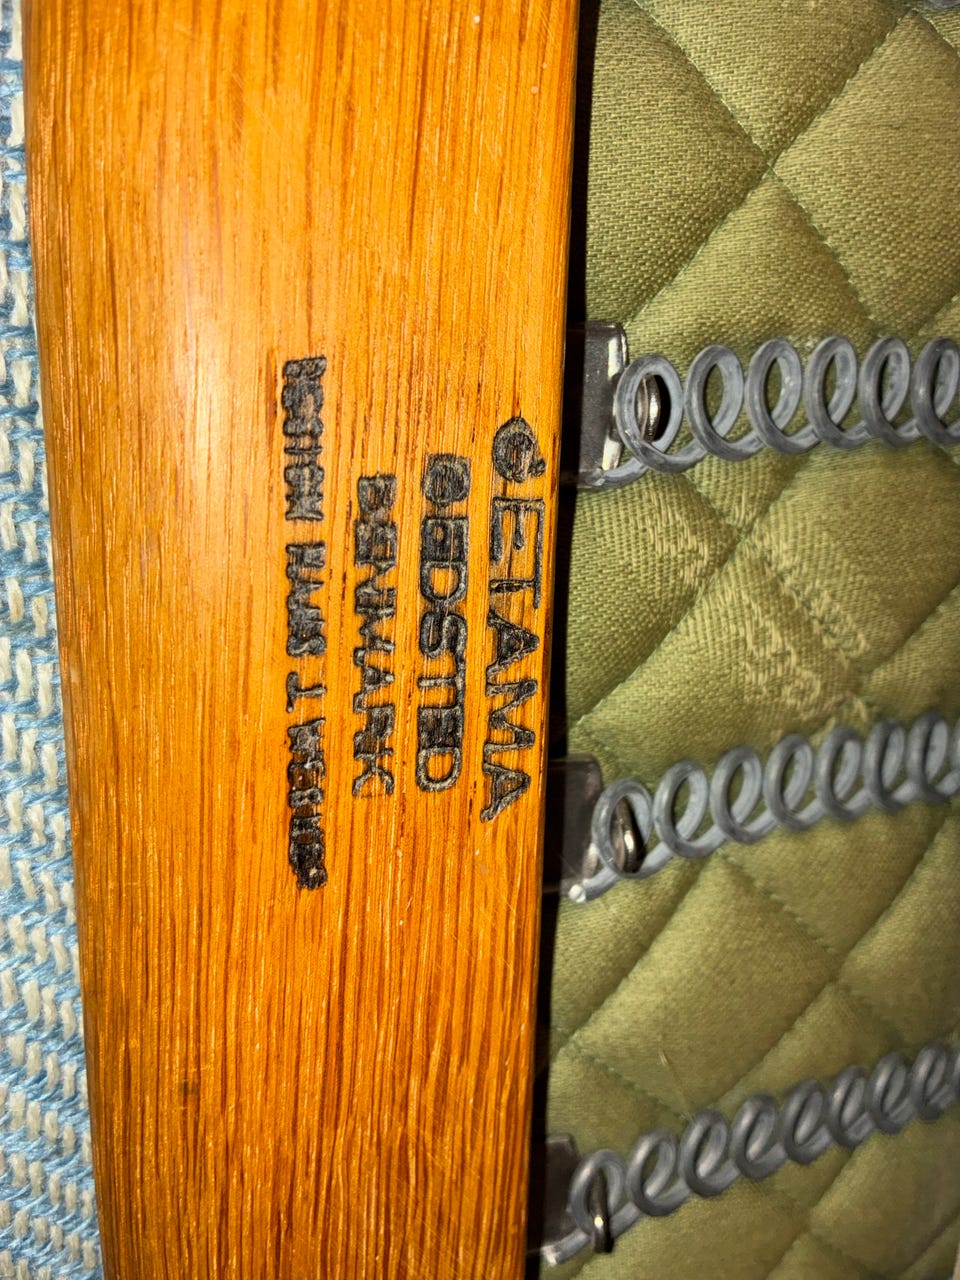 GETAMA
GEDSTED
DENMARK
DESIGN HANS J. WEGNER